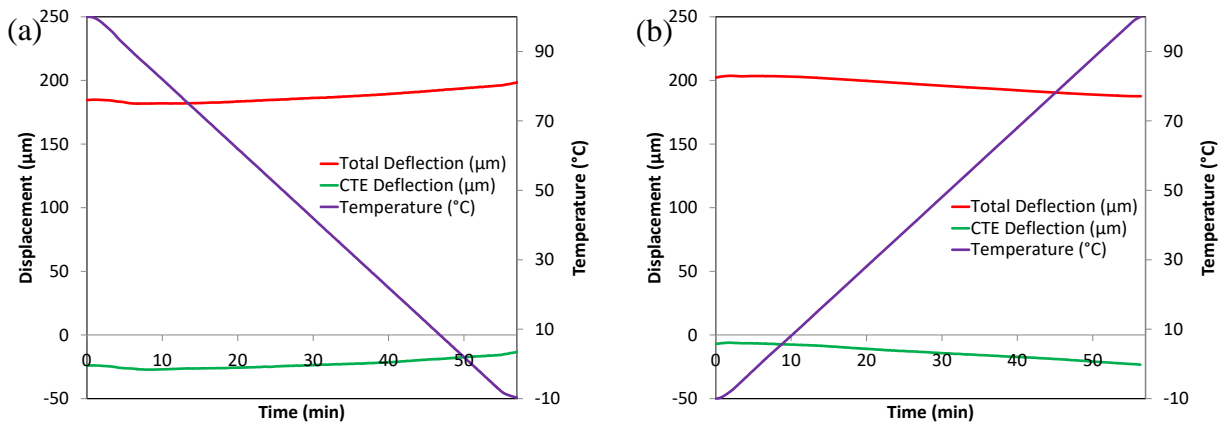 (a)
Displacement (µm)
250
200
150
100
50
0
-50
0 10 20 30 40 50
Time (min)
90
70
50
30
10
-10
Temperature (°C)
Total Deflection (µm)
CTE Deflection (µm)
Temperature (°C)
(b)
Displacement (µm)
250
200
150
100
50
0
-50
0 10 20 30 40 50
Time (min)
90
70
50
30
10
-10
Temperature (°C)
Total Deflection (µm)
CTE Deflection (µm)
Temperature (°C)